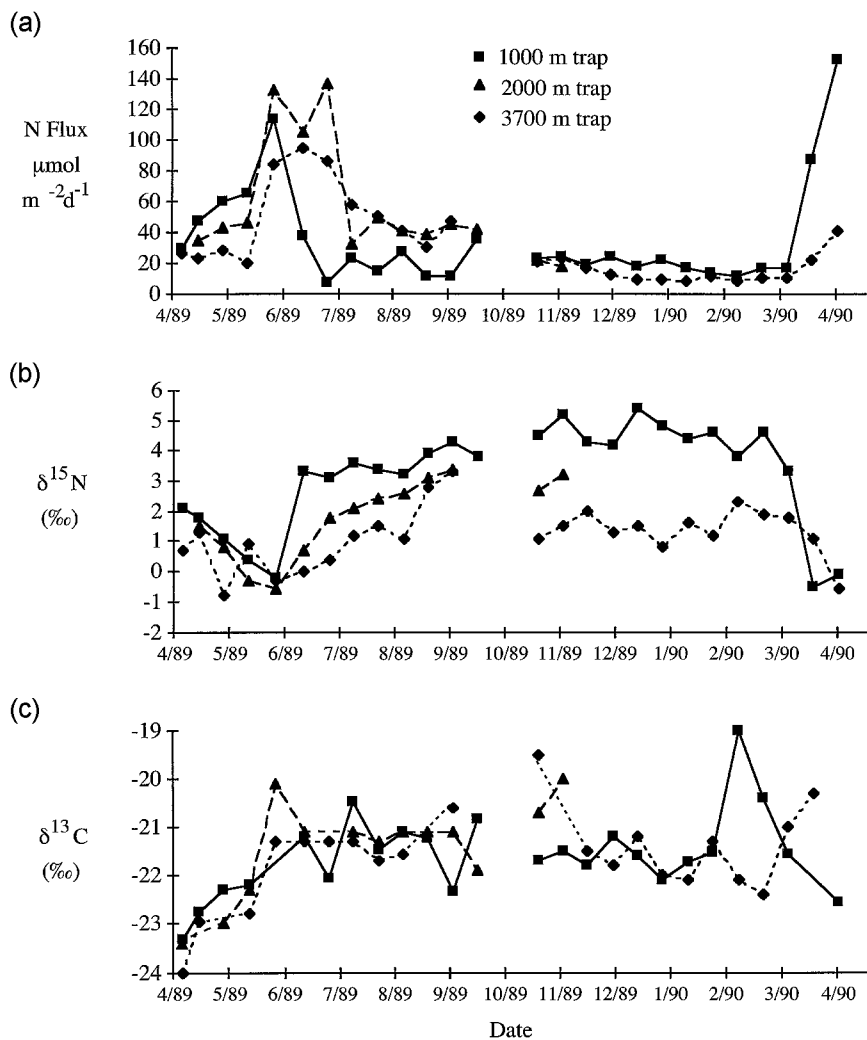 (a)
N Flux
μmol
m⁻²d⁻¹
160
140
120
100
80
60
40
20
0
1000 m trap
2000 m trap
3700 m trap
4/89 5/89 6/89 7/89 8/89 9/89 10/89 11/89 12/89 1/90 2/90 3/90 4/90
(b)
δ¹⁵N
(‰)
6
5
4
3
2
1
0
-1
-2
4/89 5/89 6/89 7/89 8/89 9/89 10/89 11/89 12/89 1/90 2/90 3/90 4/90
(c)
δ¹³C
(‰)
-19
-20
-21
-22
-23
-24
4/89 5/89 6/89 7/89 8/89 9/89 10/89 11/89 12/89 1/90 2/90 3/90 4/90
Date